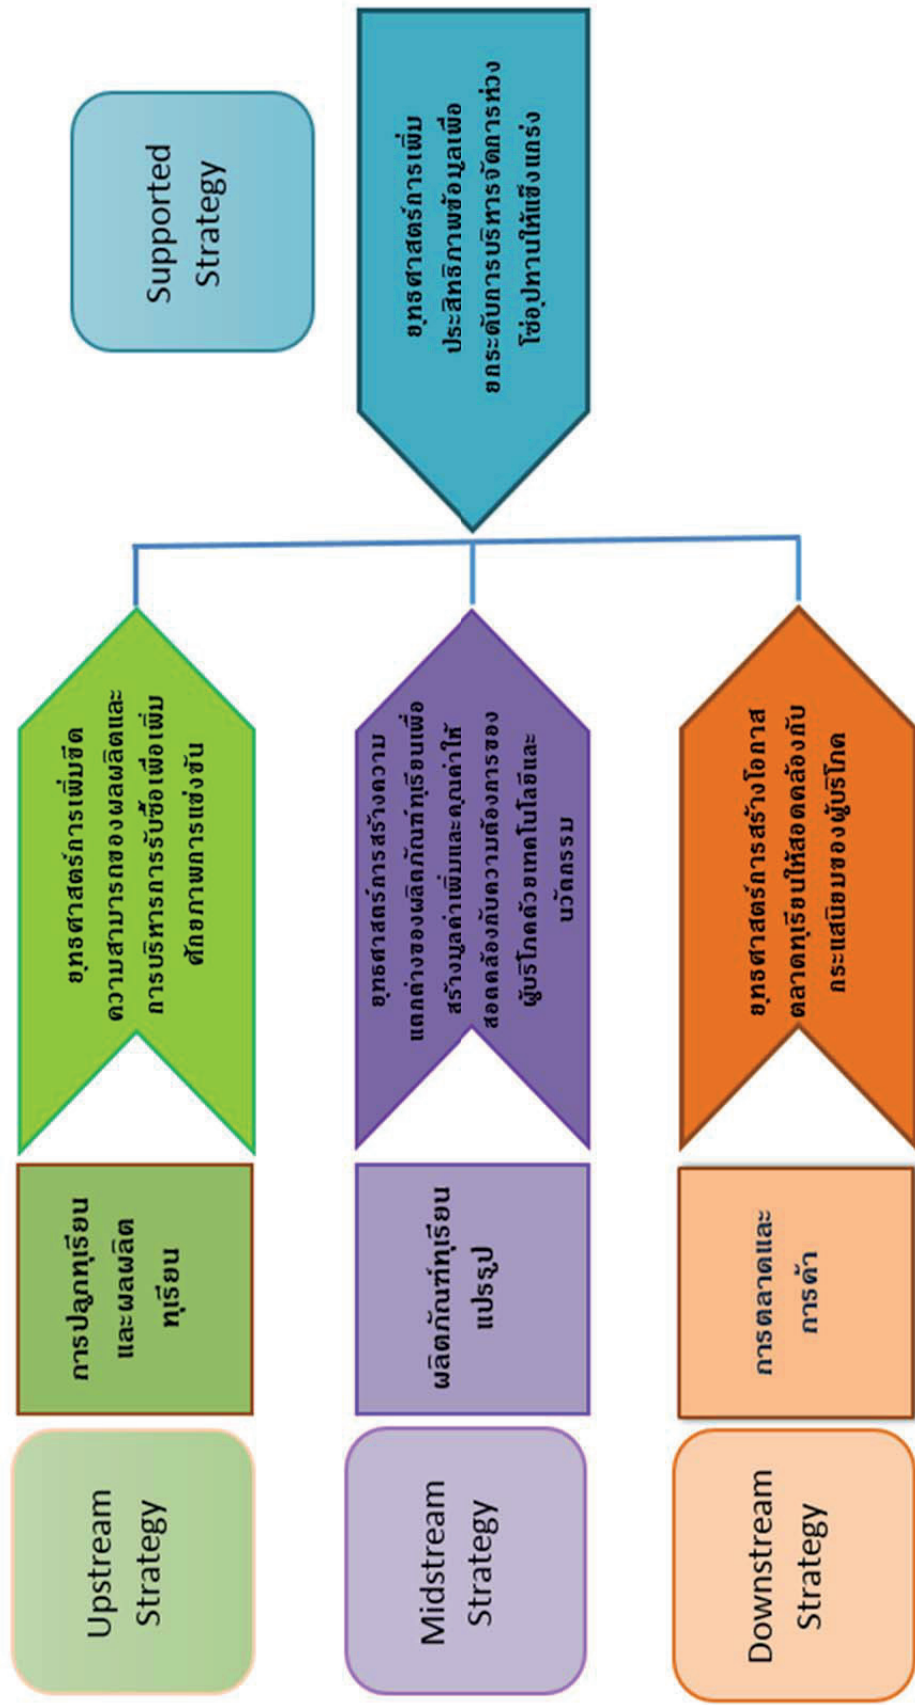 Upstream
Strategy
การปลูกทุเรียน
และผลผลิต
ทุเรียน
ยุทธศาสตร์การเพิ่มขีด
ความสามารถของผลผลิตและ
การบริหารการรับซื้อเพื่อเพิ่ม
ศักยภาพการแข่งขัน
Midstream
Strategy
ผลิตภัณฑ์ทุเรียน
แปรรูป
ยุทธศาสตร์การสร้างความ
แตกต่างของผลิตภัณฑ์ทุเรียนเพื่อ
สร้างมูลค่าเพิ่มและคุณค่าให้
สอดคล้องกับความต้องการของ
ผู้บริโภคด้วยเทคโนโลยีและ
นวัตกรรม
Downstream
Strategy
การตลาดและ
การค้า
ยุทธศาสตร์การสร้างโอกาส
ตลาดทุเรียนให้สอดคล้องกับ
กระแสนิยมของผู้บริโภค
Supported
Strategy
ยุทธศาสตร์การเพิ่ม
ประสิทธิภาพข้อมูลเพื่อ
ยกระดับการบริหารจัดการห่วง
โซ่อุปทานให้แข็งแกร่ง